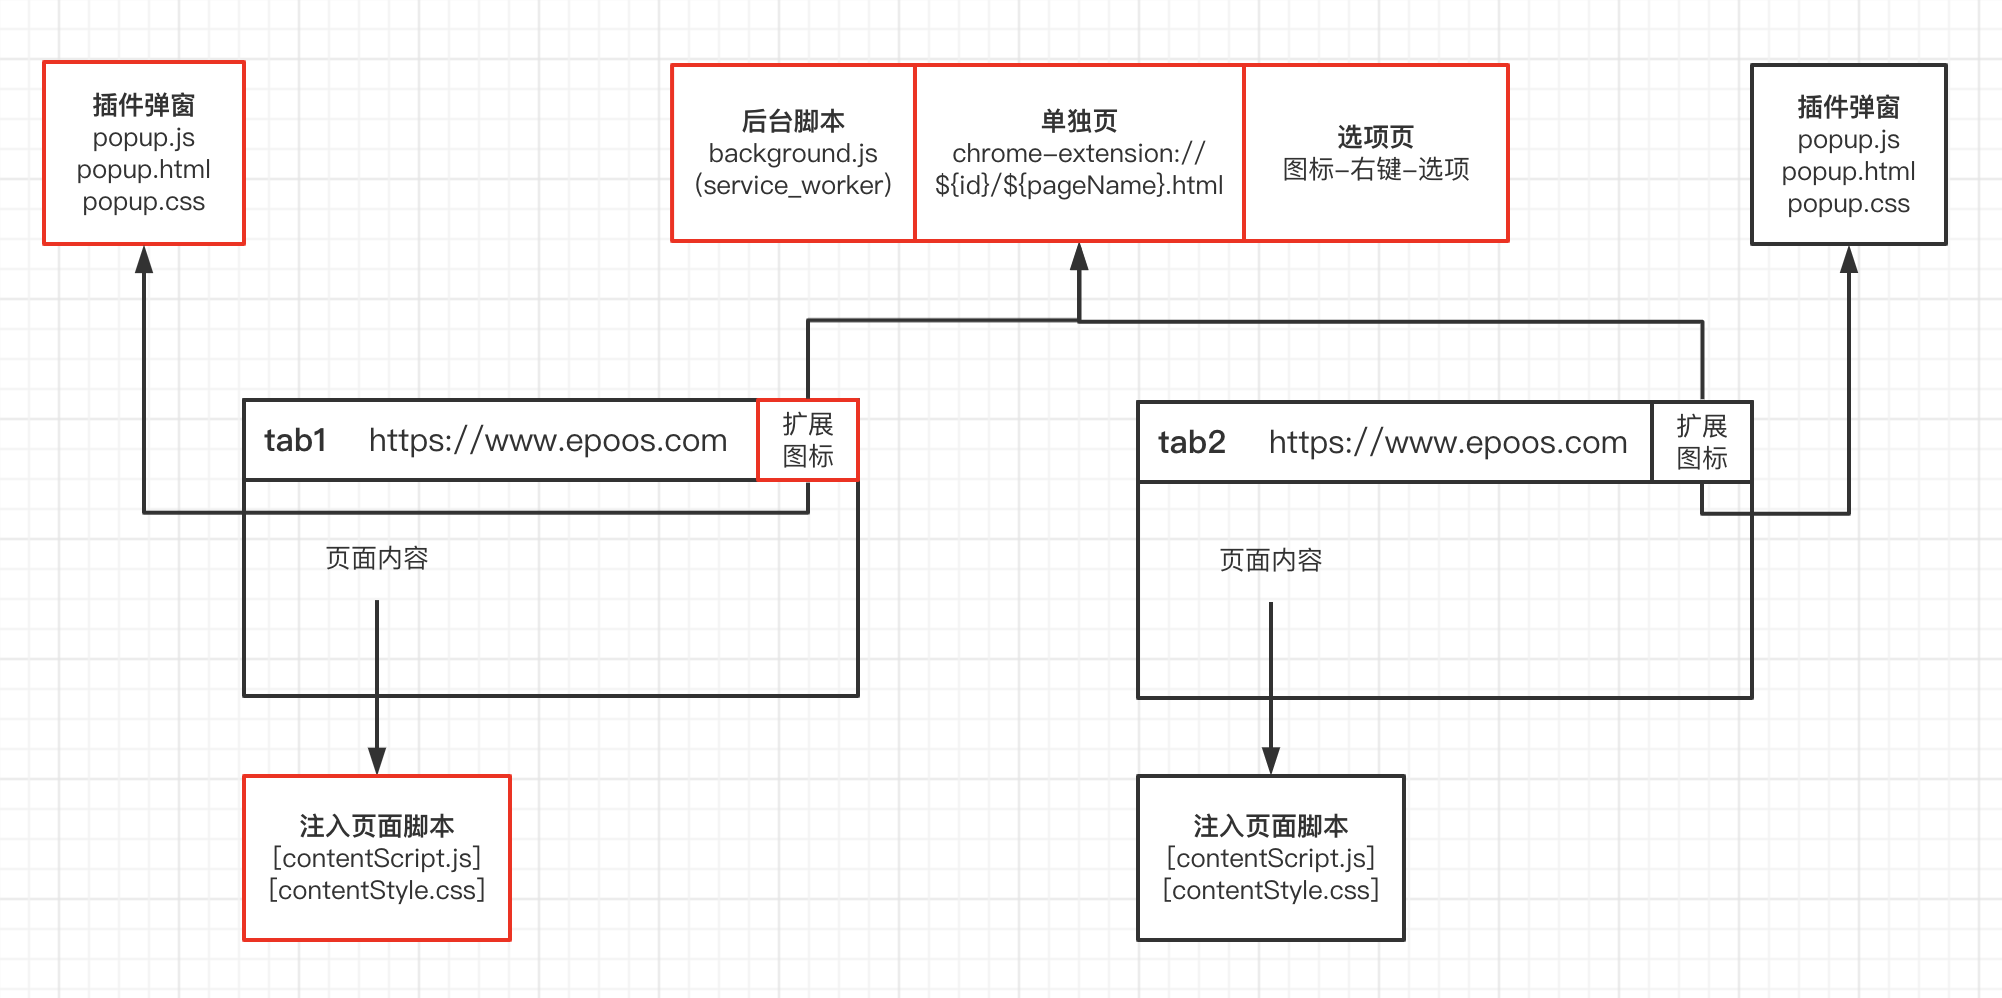 插件弹窗
popup.js
popup.html
popup.css
后台脚本
background.js
(service_worker)
单独页
chrome-extension://
${id}/${pageName}.html
选项页
图标-右键-选项
插件弹窗
popup.js
popup.html
popup.css
tab1 https://www.epoos.com
扩展
图标
页面内容
tab2 https://www.epoos.com
扩展
图标
页面内容
注入页面脚本
[contentScript.js]
[contentStyle.css]
注入页面脚本
[contentScript.js]
[contentStyle.css]